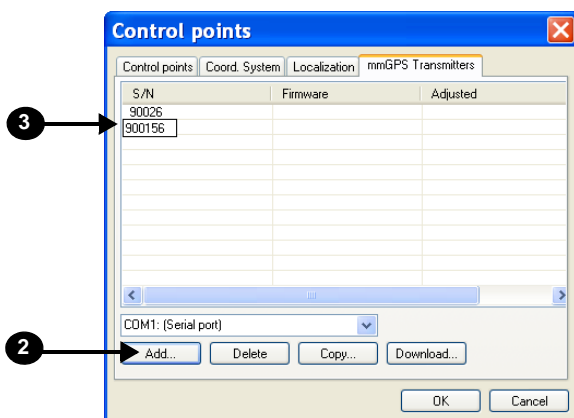 Control points
Control points Coord. System Localization mmGPS Transmitters
S/N Firmware Adjusted
90026
3
900156
COM1: (Serial port)
2
Add... Delete Copy... Download...
OK Cancel